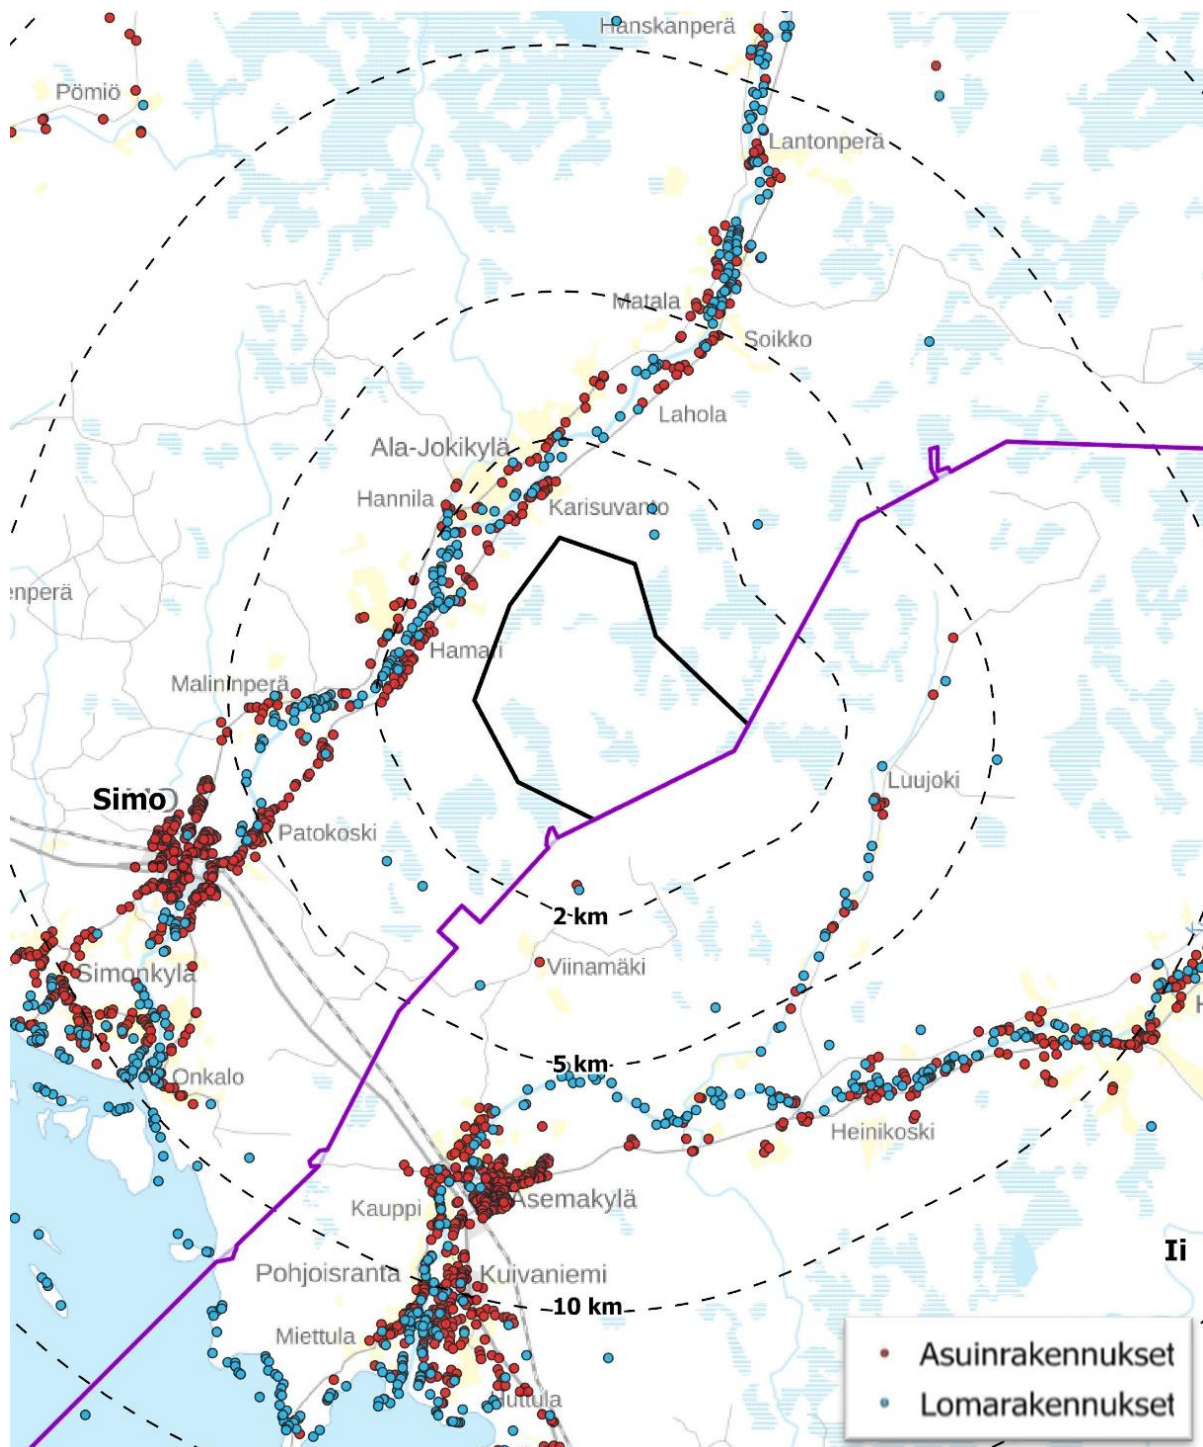 Hanskanperä
Pömiö
Lantonperä
Matala
Soikko
Lahola
Ala-Jokikylä
Hannila
Karisuvanto
enperä
Hamari
Malininperä
Luujoki
Simo
Patokoski
2 km
Viinamäki
Simonkylä
5 km
Onkalo
Heinikoski
Asemakylä
Kauppi
Ii
Pohjoisranta
Kuivaniemi
10 km
Miettula
Asuinrakennukset
Lomarakennukset